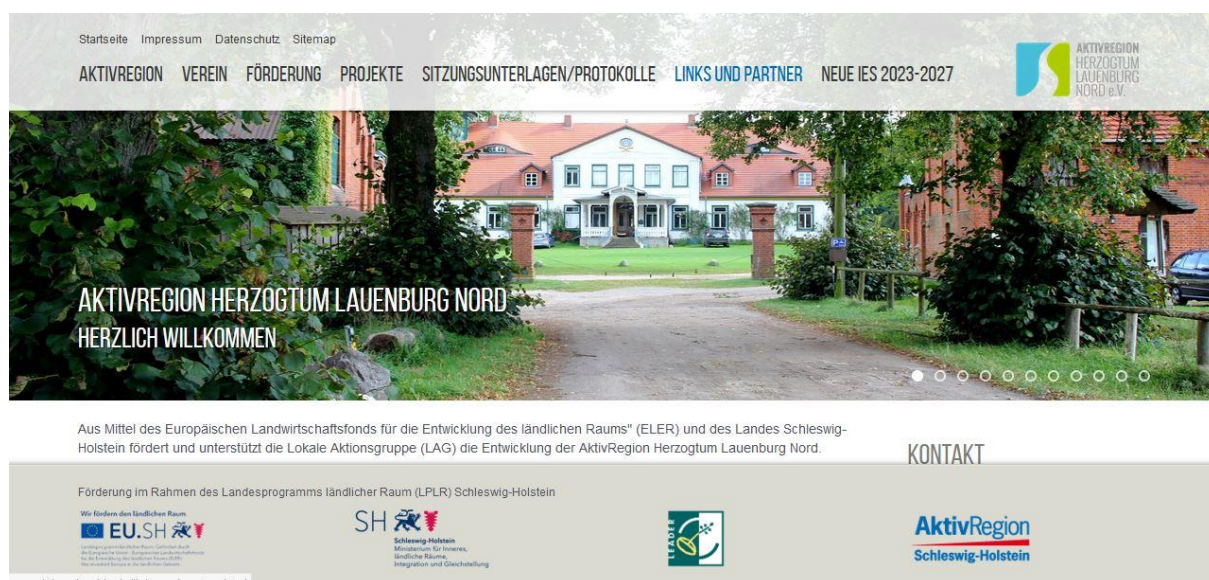 Startseite Impressum Datenschutz Sitemap
AKTIVREGION VEREIN FÖRDERUNG PROJEKTE SITZUNGSUNTERLAGEN/PROTOKOLLE LINKS UND PARTNER NEUE IES 2023-2027
AKTIVREGION
HERZOGTUM
LAUENBURG
NORD e.V.
AKTIVREGION HERZOGTUM LAUENBURG NORD
HERZLICH WILLKOMMEN
Aus Mittel des Europäischen Landwirtschaftsfonds für die Entwicklung des ländlichen Raums" (ELER) und des Landes Schleswig-
Holstein fördert und unterstützt die Lokale Aktionsgruppe (LAG) die Entwicklung der AktivRegion Herzogtum Lauenburg Nord.
KONTAKT
Förderung im Rahmen des Landesprogramms ländlicher Raum (LPLR) Schleswig-Holstein
Wir fördern den ländlichen Raum
EU.SH
SH
Schleswig-Holstein
Ministerium für Inneres,
ländliche Räume,
Integration und Gleichstellung
LEADER
AktivRegion
Schleswig-Holstein